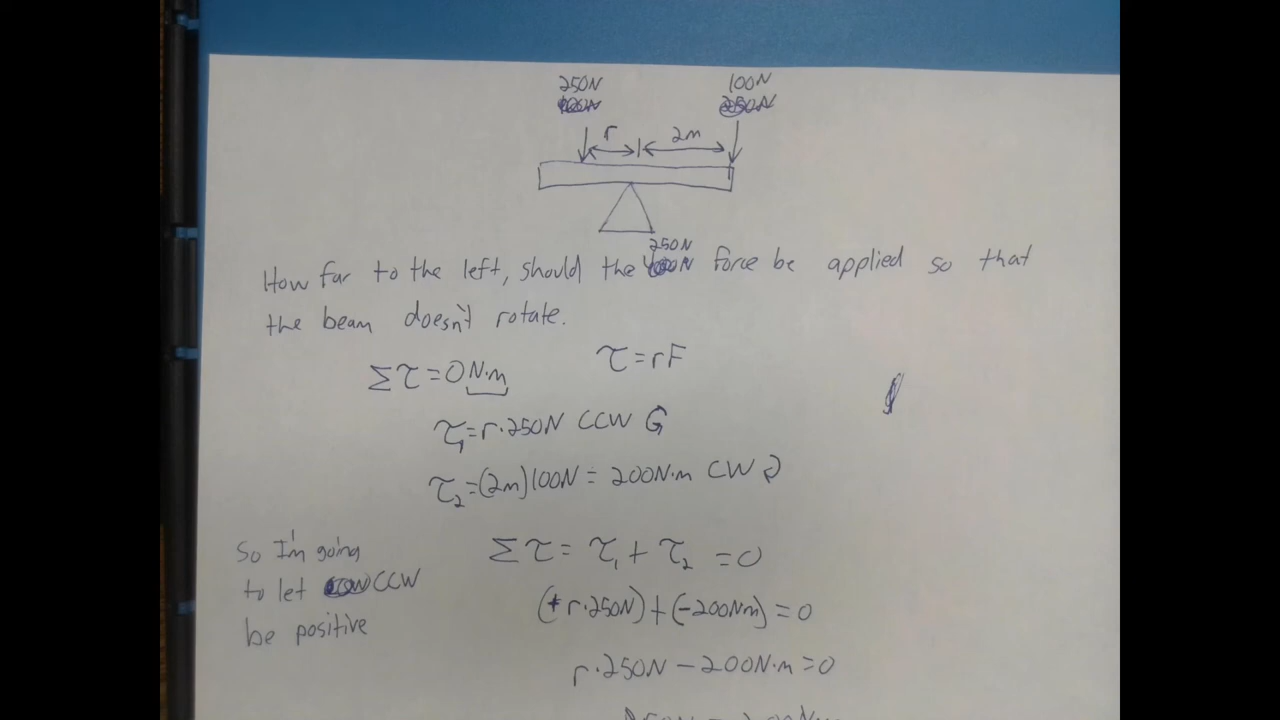 250N
100N
r
2m
250N
How far to the left, should the force be applied so that
the beam doesn't rotate.
Στ=0N·m
τ=rF
τ₁=r·250N CCW
τ₂=(2m)100N = 200N·m CW
So I'm going
to let CCW
be positive
Στ= τ₁ + τ₂ =0
(+r·250N)+(-200Nm)=0
r·250N-200N·m=0